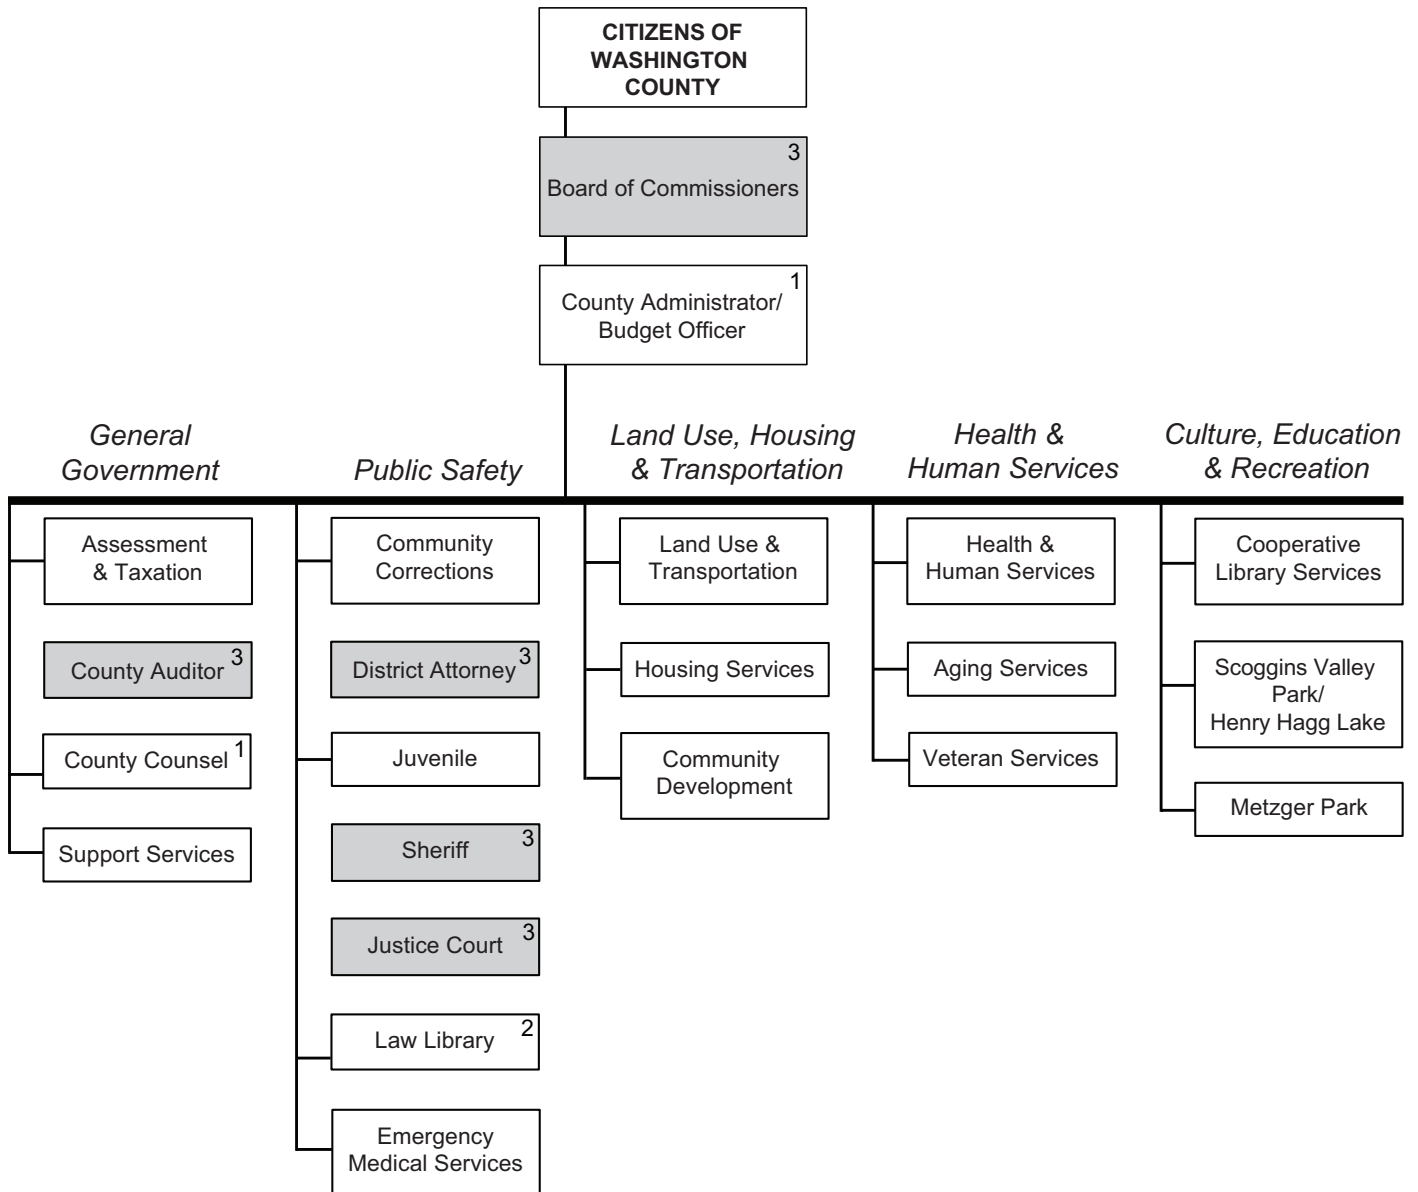 CITIZENS OF
WASHINGTON
COUNTY
3
Board of Commissioners
1
County Administrator/
Budget Officer
General
Government
Public Safety
Land Use, Housing
& Transportation
Health &
Human Services
Culture, Education
& Recreation
Assessment
& Taxation
County Auditor 3
County Counsel 1
Support Services
Community
Corrections
District Attorney 3
Juvenile
Sheriff 3
Justice Court 3
Law Library 2
Emergency
Medical Services
Land Use &
Transportation
Housing Services
Community
Development
Health &
Human Services
Aging Services
Veteran Services
Cooperative
Library Services
Scoggins Valley
Park/
Henry Hagg Lake
Metzger Park